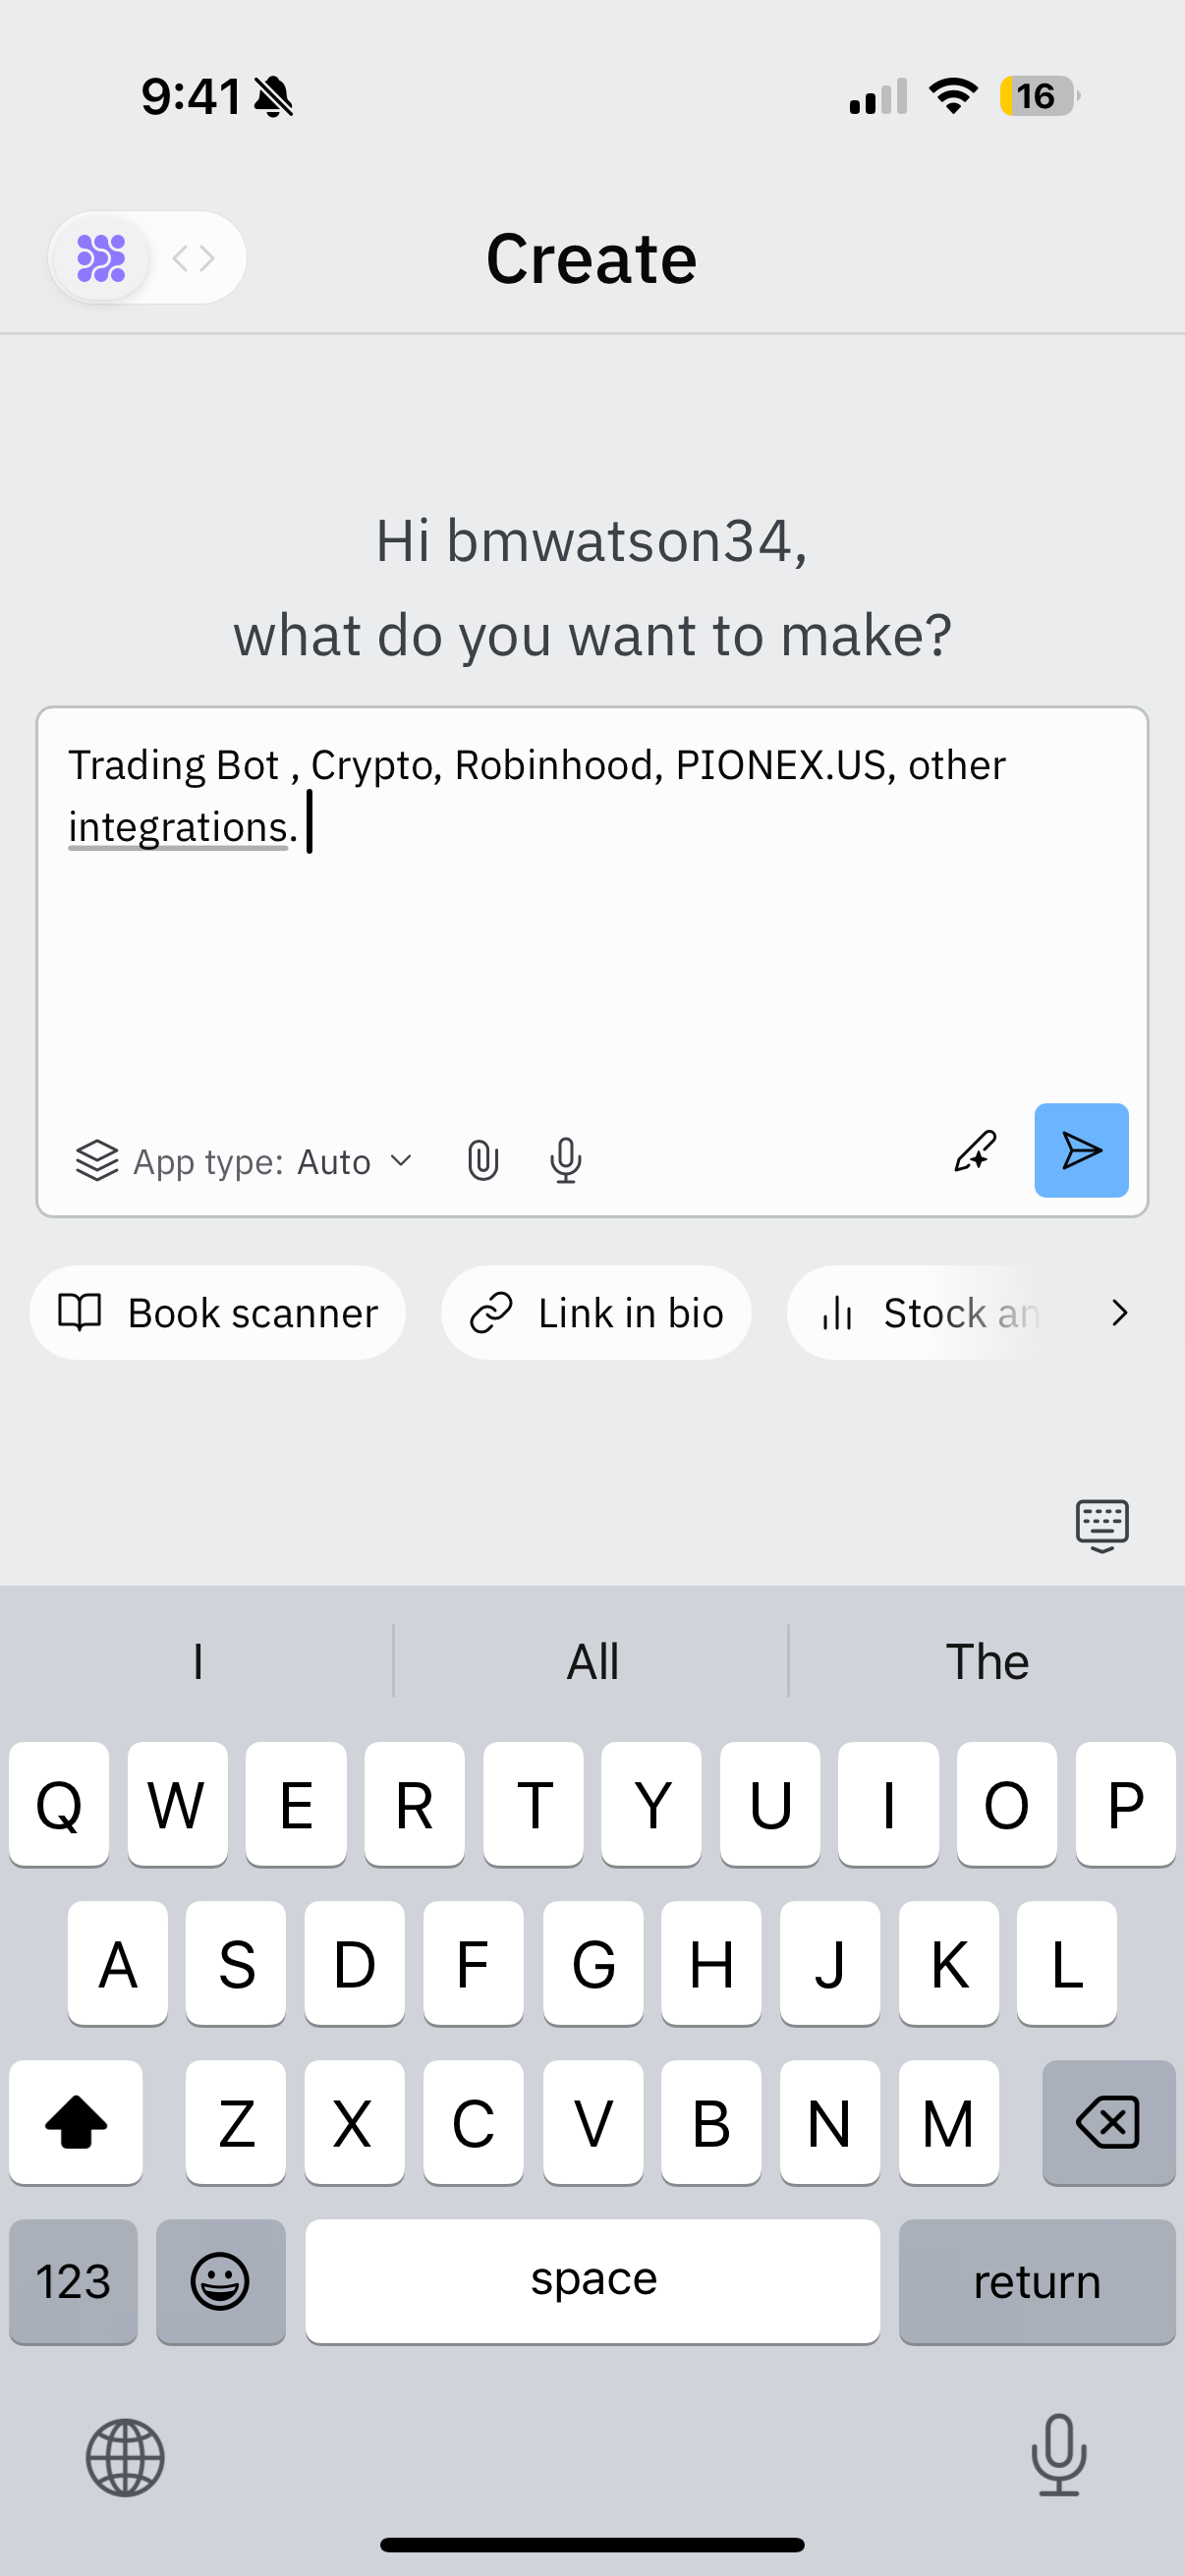 9:41
16
Create
Hi bmwatson34,
what do you want to make?
Trading Bot , Crypto, Robinhood, PIONEX.US, other
integrations.
App type: Auto
Book scanner
Link in bio
Stock an
I All The
Q W E R T Y U I O P
A S D F G H J K L
Z X C V B N M
123 space return